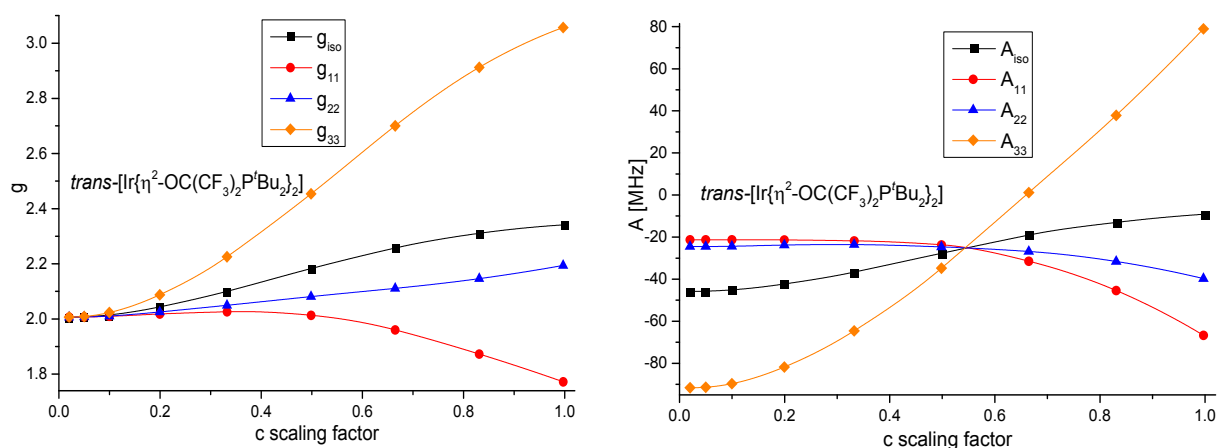 3.0
2.8
2.6
2.4
2.2
2.0
1.8
g
g_iso
g_11
g_22
g_33
trans-[Ir{η²-OC(CF₃)₂PᵗBu₂}₂]
0.0 0.2 0.4 0.6 0.8 1.0
c scaling factor
80
60
40
20
0
-20
-40
-60
-80
A [MHz]
A_iso
A_11
A_22
A_33
trans-[Ir{η²-OC(CF₃)₂PᵗBu₂}₂]
0.0 0.2 0.4 0.6 0.8 1.0
c scaling factor